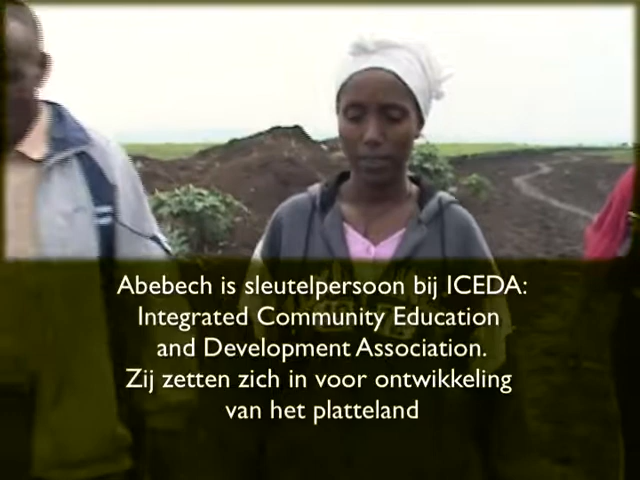 Abebech is sleutelpersoon bij ICEDA:
Integrated Community Education
and Development Association.
Zij zetten zich in voor ontwikkeling
van het platteland